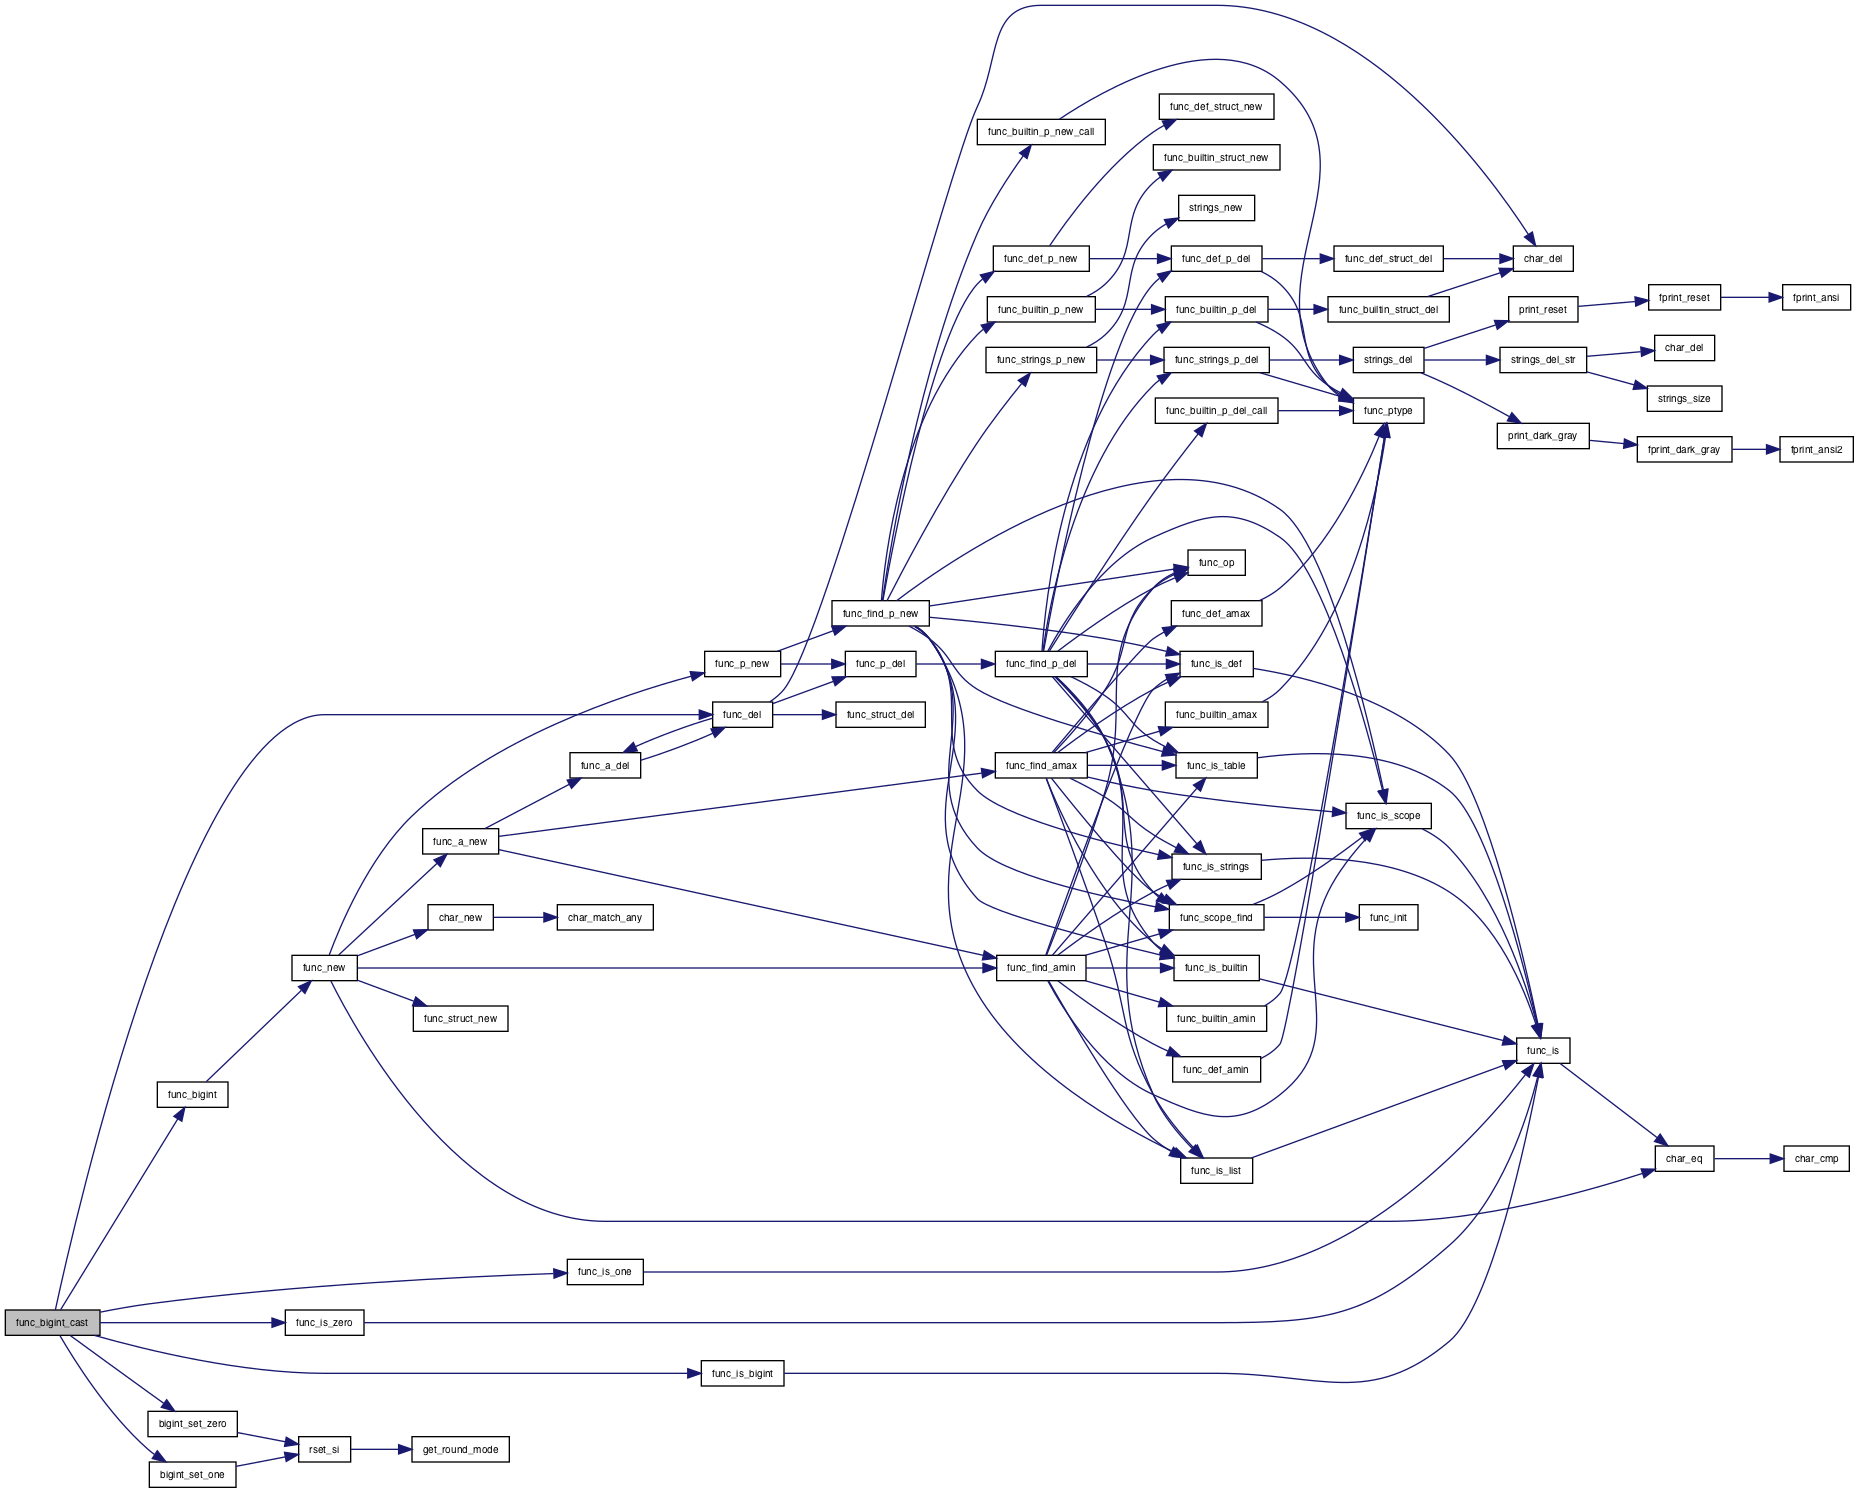 func_def_struct_new
func_builtin_p_new_call
func_builtin_struct_new
strings_new
func_def_p_new
func_def_p_del
func_def_struct_del
char_del
func_builtin_p_new
func_builtin_p_del
func_builtin_struct_del
print_reset
fprint_reset
fprint_ansi
func_strings_p_new
func_strings_p_del
strings_del
strings_del_str
char_del
strings_size
func_builtin_p_del_call
func_ptype
print_dark_gray
fprint_dark_gray
fprint_ansi2
func_op
func_find_p_new
func_def_amax
func_p_new
func_p_del
func_find_p_del
func_is_def
func_del
func_struct_del
func_builtin_amax
func_a_del
func_find_amax
func_is_table
func_is_scope
func_a_new
func_is_strings
char_new
char_match_any
func_scope_find
func_init
func_new
func_find_amin
func_is_builtin
func_struct_new
func_builtin_amin
func_is
func_def_amin
func_bigint
func_is_list
char_eq
char_cmp
func_is_one
func_bigint_cast
func_is_zero
func_is_bigint
bigint_set_zero
rset_si
get_round_mode
bigint_set_one